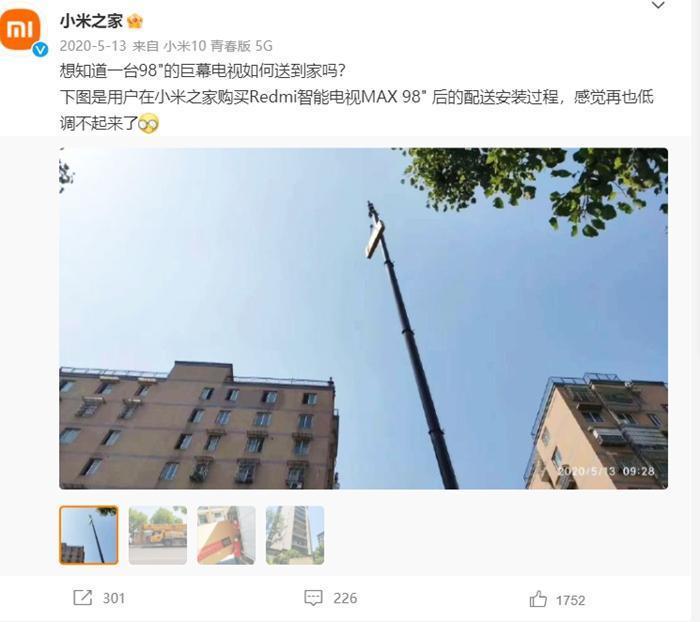 小米之家
2020-5-13 来自 小米10 青春版 5G
想知道一台98"的巨幕电视如何送到家吗?
下图是用户在小米之家购买Redmi智能电视MAX 98" 后的配送安装过程，感觉再也低
调不起来了
2020/5/13 09:28
301
226
1752